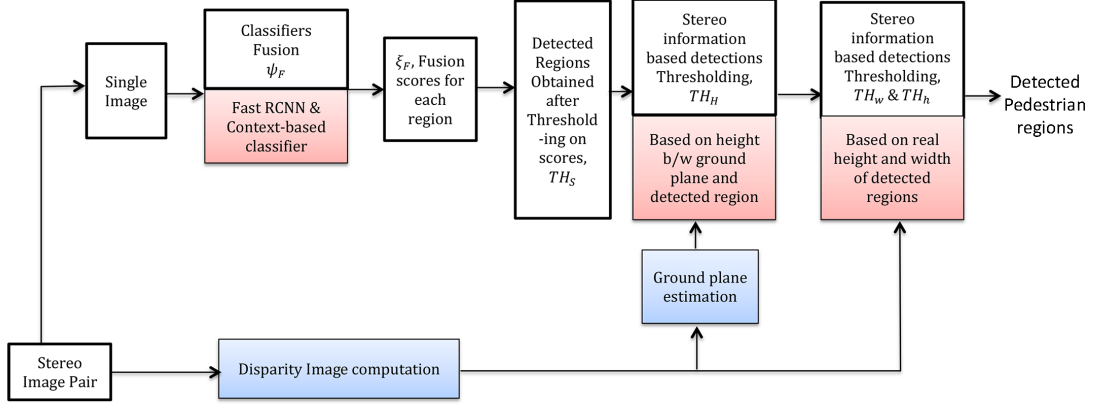 Single
Image
Classifiers
Fusion
ψ_F
Fast RCNN &
Context-based
classifier
ξ_F, Fusion
scores for
each
region
Detected
Regions
Obtained
after
Threshold
-ing on
scores,
TH_S
Stereo
information
based detections
Thresholding,
TH_H
Based on height
b/w ground
plane and
detected region
Stereo
information
based detections
Thresholding,
TH_w & TH_h
Based on real
height and width
of detected
regions
Detected
Pedestrian
regions
Ground plane
estimation
Stereo
Image Pair
Disparity Image computation